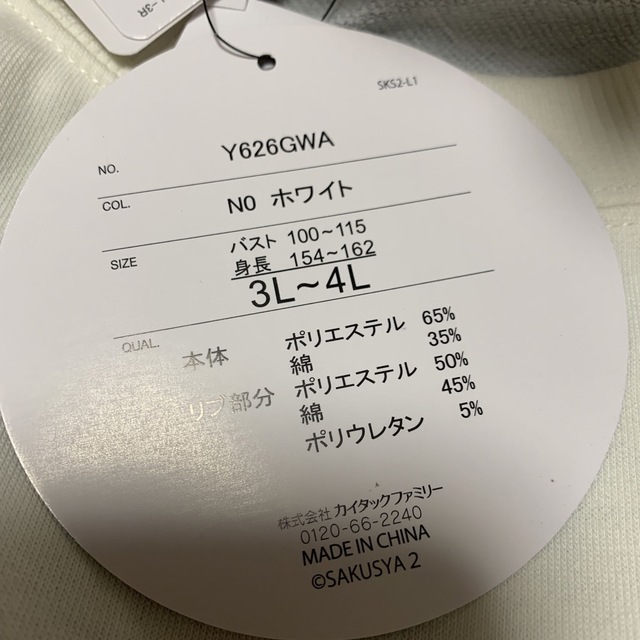 -3R
SKS2-L1
NO. Y626GWA
COL. N0 ホワイト
SIZE バスト 100~115
身長 154~162
3L~4L
QUAL. 本体 ポリエステル 65%
綿 35%
リブ部分 ポリエステル 50%
綿 45%
ポリウレタン 5%
株式会社 カイタックファミリー
0120-66-2240
MADE IN CHINA
©SAKUSYA 2